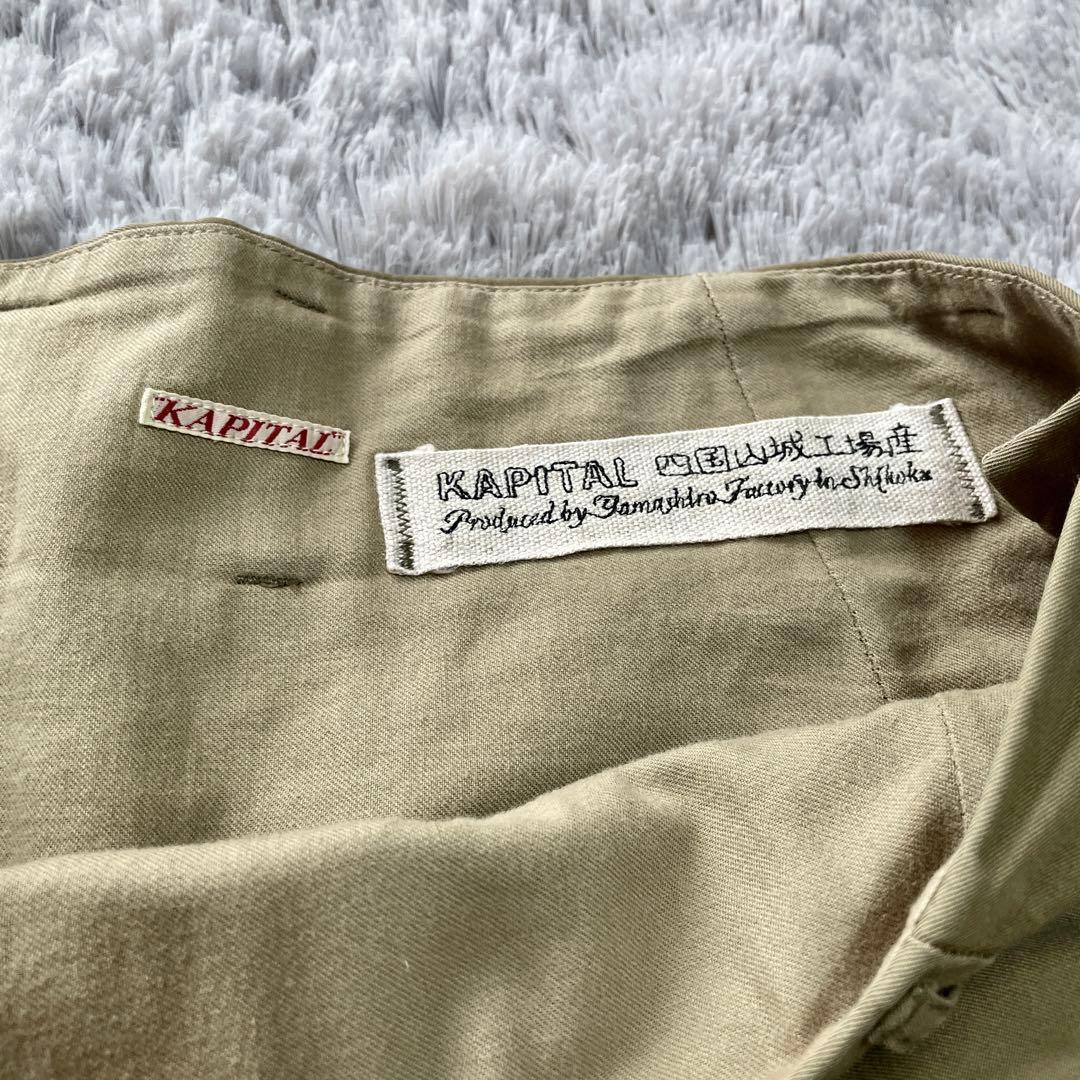 "KAPITAL"
KAPITAL 四国山城工場産
Produced by Yamashiro Factory in Shikoku